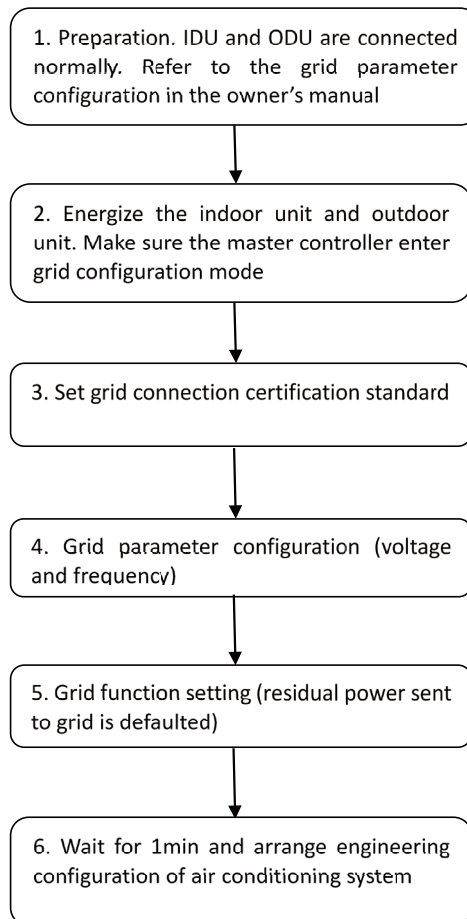 1. Preparation. IDU and ODU are connected
normally. Refer to the grid parameter
configuration in the owner's manual
2. Energize the indoor unit and outdoor
unit. Make sure the master controller enter
grid configuration mode
3. Set grid connection certification standard
4. Grid parameter configuration (voltage
and frequency)
5. Grid function setting (residual power sent
to grid is defaulted)
6. Wait for 1min and arrange engineering
configuration of air conditioning system